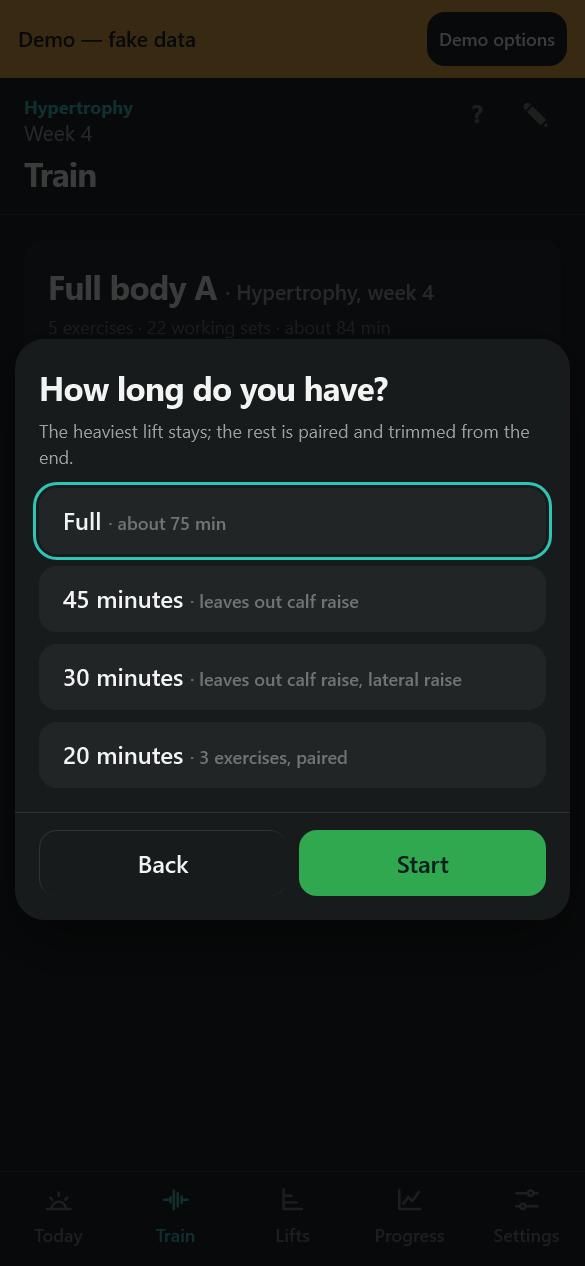 Demo — fake data
Demo options
Hypertrophy
Week 4
?
Train
Full body A · Hypertrophy, week 4
5 exercises · 22 working sets · about 84 min
How long do you have?
The heaviest lift stays; the rest is paired and trimmed from the
end.
Full · about 75 min
45 minutes · leaves out calf raise
30 minutes · leaves out calf raise, lateral raise
20 minutes · 3 exercises, paired
Back
Start
Today
Train
Lifts
Progress
Settings